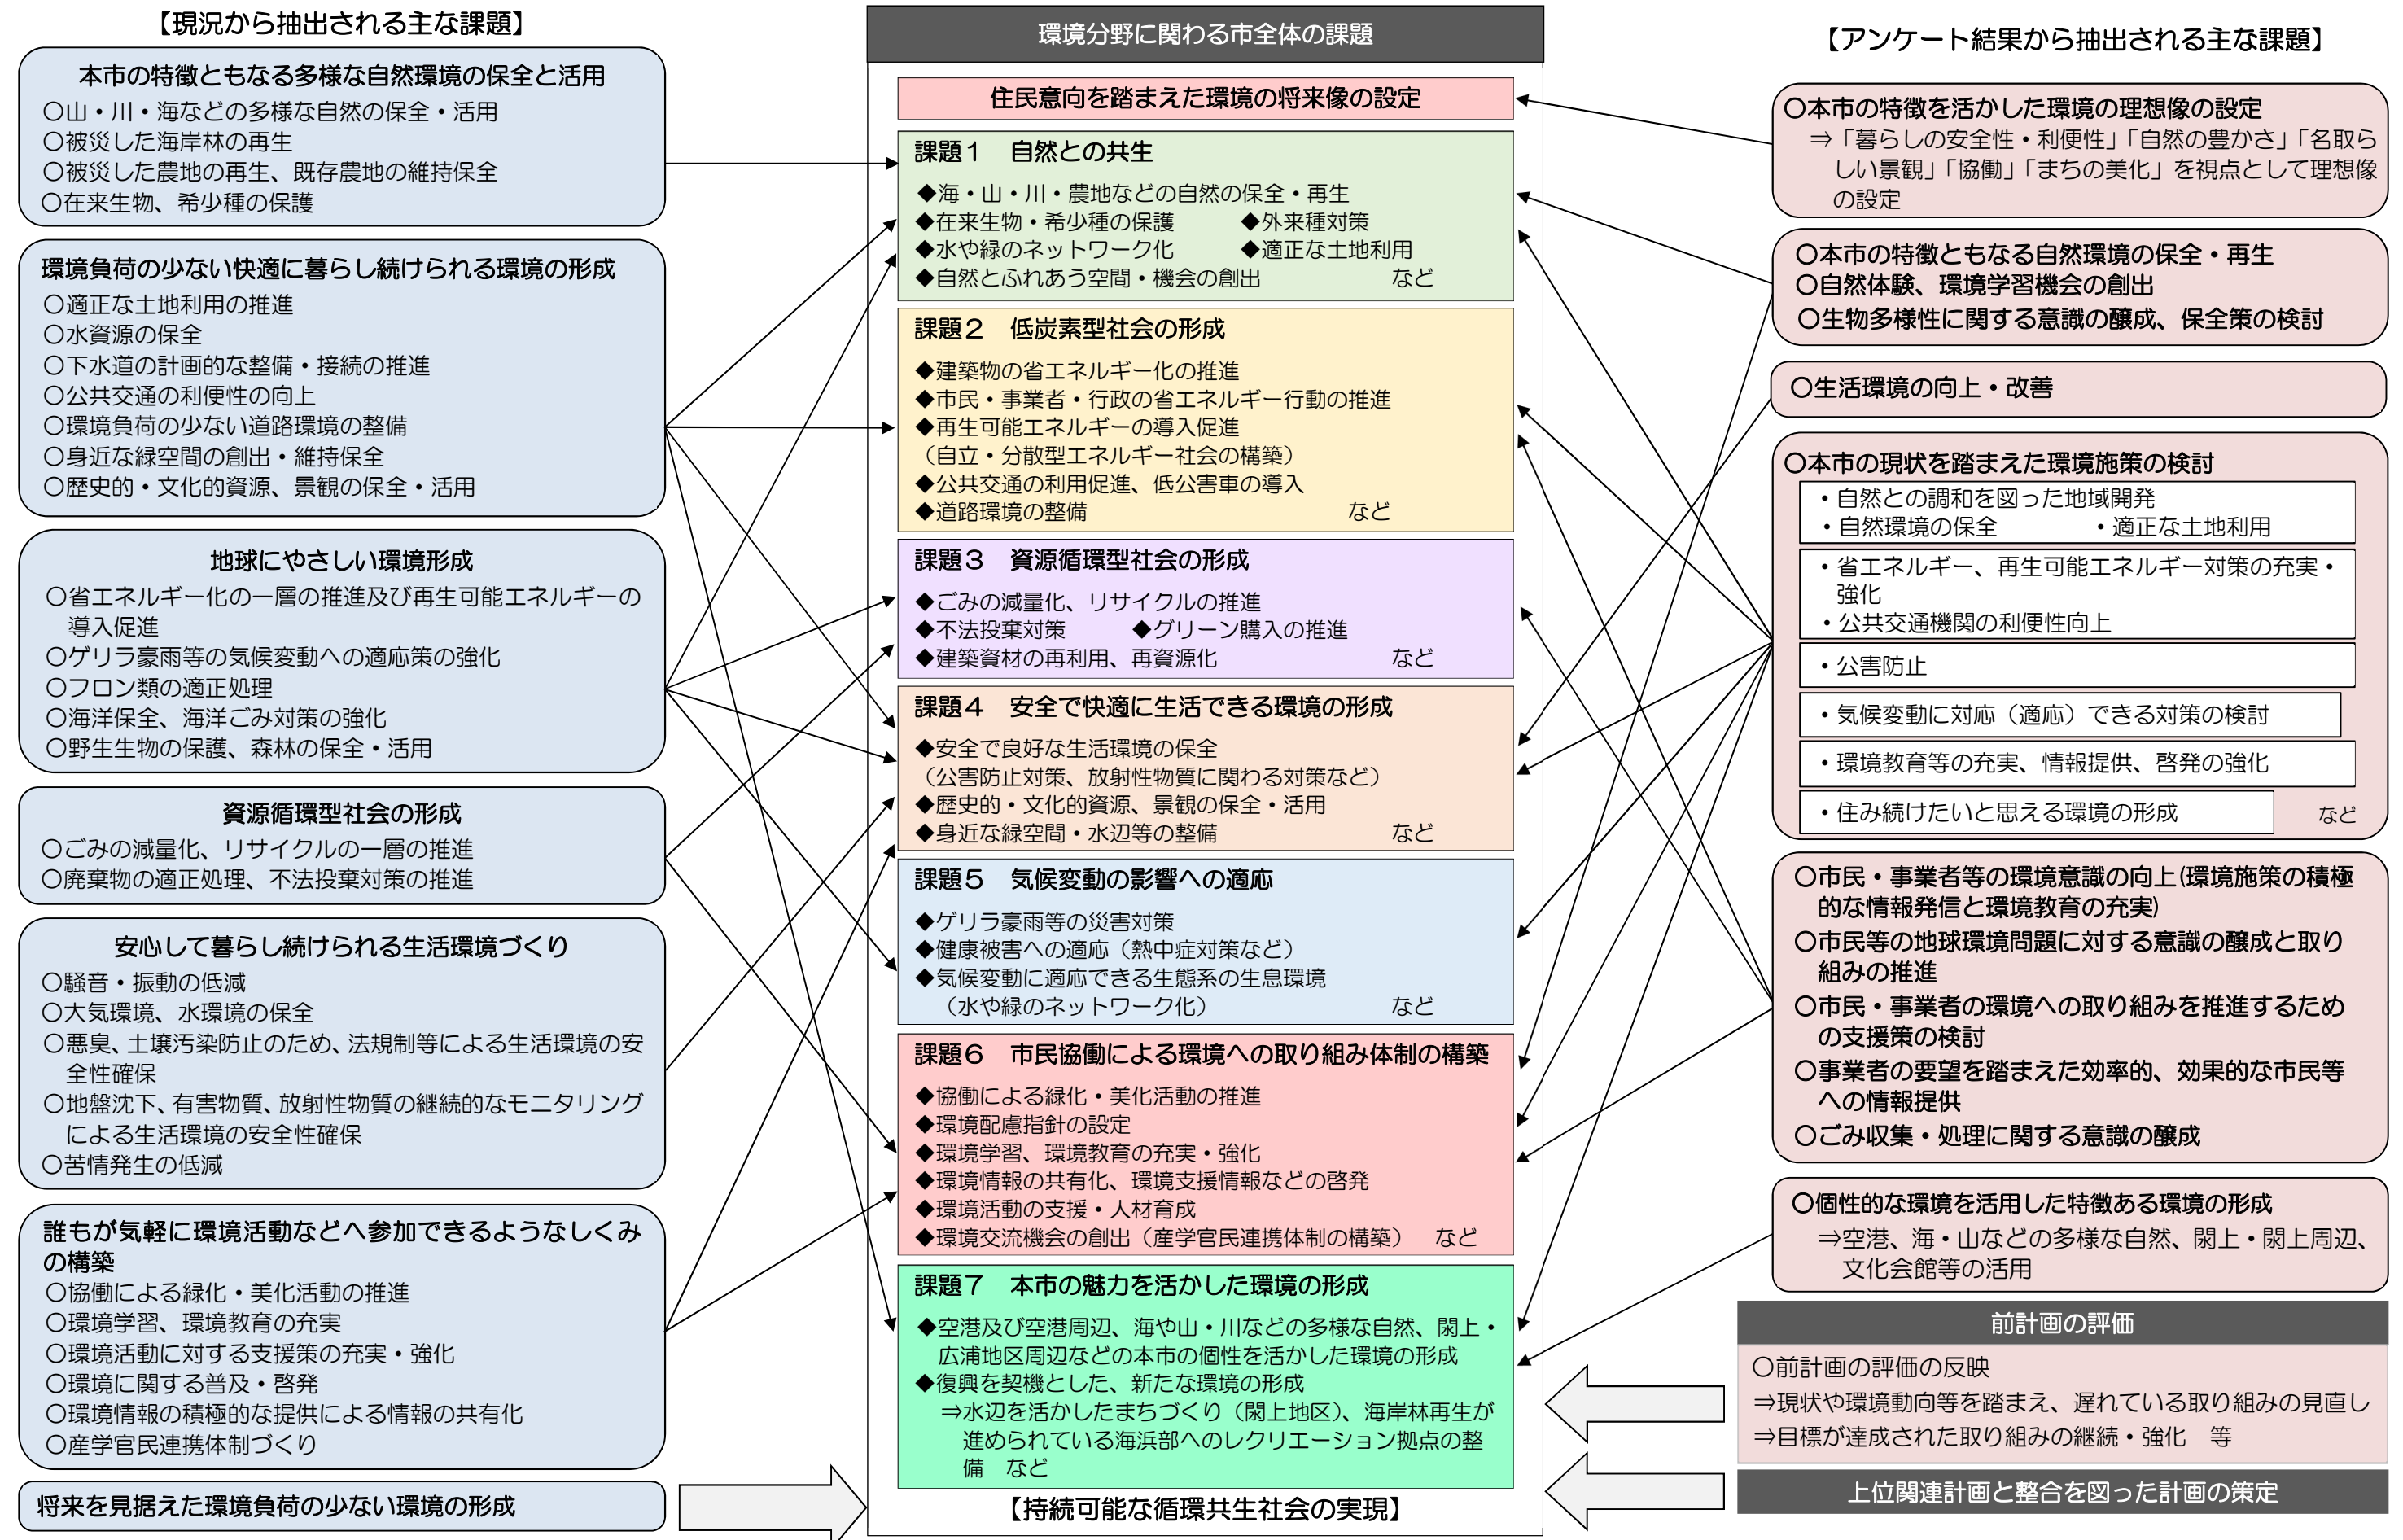 【現況から抽出される主な課題】
本市の特徴ともなる多様な自然環境の保全と活用
〇山・川・海などの多様な自然の保全・活用
〇被災した海岸林の再生
〇被災した農地の再生、既存農地の維持保全
〇在来生物、希少種の保護
環境負荷の少ない快適に暮らし続けられる環境の形成
〇適正な土地利用の推進
〇水資源の保全
〇下水道の計画的な整備・接続の推進
〇公共交通の利便性の向上
〇環境負荷の少ない道路環境の整備
〇身近な緑空間の創出・維持保全
〇歴史的・文化的資源、景観の保全・活用
地球にやさしい環境形成
〇省エネルギー化の一層の推進及び再生可能エネルギーの
導入促進
〇ゲリラ豪雨等の気候変動への適応策の強化
〇フロン類の適正処理
〇海洋保全、海洋ごみ対策の強化
〇野生生物の保護、森林の保全・活用
資源循環型社会の形成
〇ごみの減量化、リサイクルの一層の推進
〇廃棄物の適正処理、不法投棄対策の推進
安心して暮らし続けられる生活環境づくり
〇騒音・振動の低減
〇大気環境、水環境の保全
〇悪臭、土壌汚染防止のため、法規制等による生活環境の安
全性確保
〇地盤沈下、有害物質、放射性物質の継続的なモニタリング
による生活環境の安全性確保
〇苦情発生の低減
誰もが気軽に環境活動などへ参加できるようなしくみ
の構築
〇協働による緑化・美化活動の推進
〇環境学習、環境教育の充実
〇環境活動に対する支援策の充実・強化
〇環境に関する普及・啓発
〇環境情報の積極的な提供による情報の共有化
〇産学官民連携体制づくり
将来を見据えた環境負荷の少ない環境の形成
環境分野に関わる市全体の課題
住民意向を踏まえた環境の将来像の設定
課題１　自然との共生
◆海・山・川・農地などの自然の保全・再生
◆在来生物・希少種の保護　◆外来種対策
◆水や緑のネットワーク化　◆適正な土地利用
◆自然とふれあう空間・機会の創出　など
課題２　低炭素型社会の形成
◆建築物の省エネルギー化の推進
◆市民・事業者・行政の省エネルギー行動の推進
◆再生可能エネルギーの導入促進
（自立・分散型エネルギー社会の構築）
◆公共交通の利用促進、低公害車の導入
◆道路環境の整備　など
課題３　資源循環型社会の形成
◆ごみの減量化、リサイクルの推進
◆不法投棄対策　◆グリーン購入の推進
◆建築資材の再利用、再資源化　など
課題４　安全で快適に生活できる環境の形成
◆安全で良好な生活環境の保全
（公害防止対策、放射性物質に関わる対策など）
◆歴史的・文化的資源、景観の保全・活用
◆身近な緑空間・水辺等の整備　など
課題５　気候変動の影響への適応
◆ゲリラ豪雨等の災害対策
◆健康被害への適応（熱中症対策など）
◆気候変動に適応できる生態系の生息環境
（水や緑のネットワーク化）　など
課題６　市民協働による環境への取り組み体制の構築
◆協働による緑化・美化活動の推進
◆環境配慮指針の設定
◆環境学習、環境教育の充実・強化
◆環境情報の共有化、環境支援情報などの啓発
◆環境活動の支援・人材育成
◆環境交流機会の創出（産学官民連携体制の構築）　など
課題７　本市の魅力を活かした環境の形成
◆空港及び空港周辺、海や山・川などの多様な自然、閖上・
広浦地区周辺などの本市の個性を活かした環境の形成
◆復興を契機とした、新たな環境の形成
⇒水辺を活かしたまちづくり（閖上地区）、海岸林再生が
進められている海浜部へのレクリエーション拠点の整
備　など
【持続可能な循環共生社会の実現】
【アンケート結果から抽出される主な課題】
〇本市の特徴を活かした環境の理想像の設定
⇒「暮らしの安全性・利便性」「自然の豊かさ」「名取ら
しい景観」「協働」「まちの美化」を視点として理想像
の設定
〇本市の特徴ともなる自然環境の保全・再生
〇自然体験、環境学習機会の創出
〇生物多様性に関する意識の醸成、保全策の検討
〇生活環境の向上・改善
〇本市の現状を踏まえた環境施策の検討
・自然との調和を図った地域開発
・自然環境の保全　・適正な土地利用
・省エネルギー、再生可能エネルギー対策の充実・
強化
・公共交通機関の利便性向上
・公害防止
・気候変動に対応（適応）できる対策の検討
・環境教育等の充実、情報提供、啓発の強化
・住み続けたいと思える環境の形成　など
〇市民・事業者等の環境意識の向上(環境施策の積極
的な情報発信と環境教育の充実)
〇市民等の地球環境問題に対する意識の醸成と取り
組みの推進
〇市民・事業者の環境への取り組みを推進するため
の支援策の検討
〇事業者の要望を踏まえた効率的、効果的な市民等
への情報提供
〇ごみ収集・処理に関する意識の醸成
〇個性的な環境を活用した特徴ある環境の形成
⇒空港、海・山などの多様な自然、閖上・閖上周辺、
文化会館等の活用
前計画の評価
〇前計画の評価の反映
⇒現状や環境動向等を踏まえ、遅れている取り組みの見直し
⇒目標が達成された取り組みの継続・強化　等
上位関連計画と整合を図った計画の策定